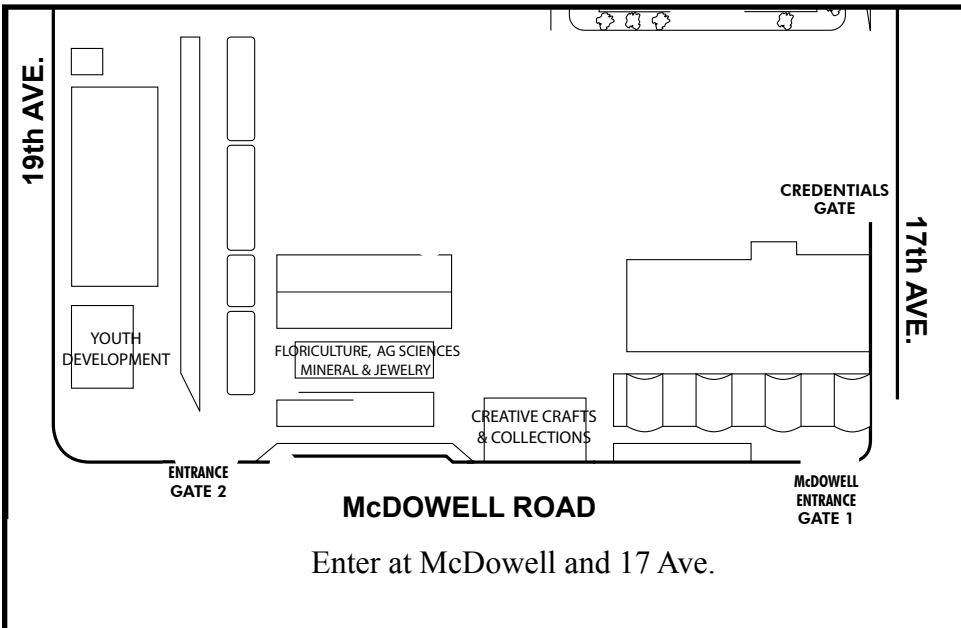 19th AVE.
CREDENTIALS
GATE
17th AVE.
YOUTH
DEVELOPMENT
FLORICULTURE, AG SCIENCES
MINERAL & JEWELRY
CREATIVE CRAFTS
& COLLECTIONS
ENTRANCE
GATE 2
McDOWELL
ENTRANCE
GATE 1
McDOWELL ROAD
Enter at McDowell and 17 Ave.